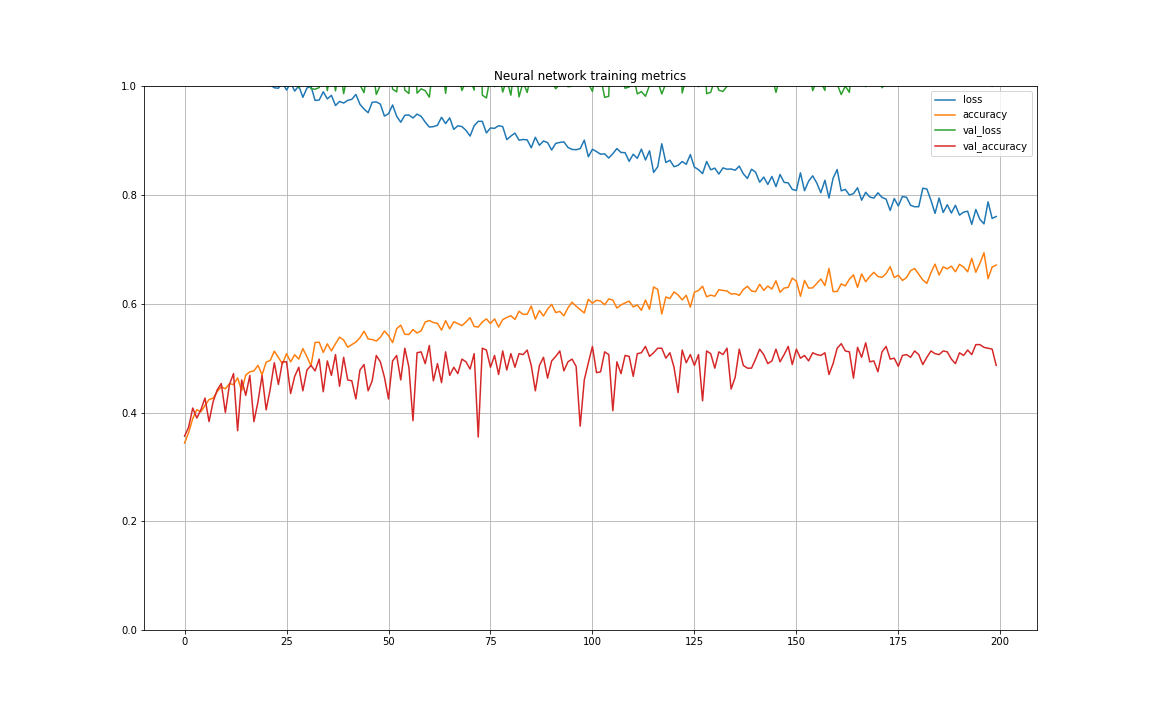 Neural network training metrics
1.0
0.8
0.6
0.4
0.2
0.0
0 25 50 75 100 125 150 175 200
loss
accuracy
val_loss
val_accuracy